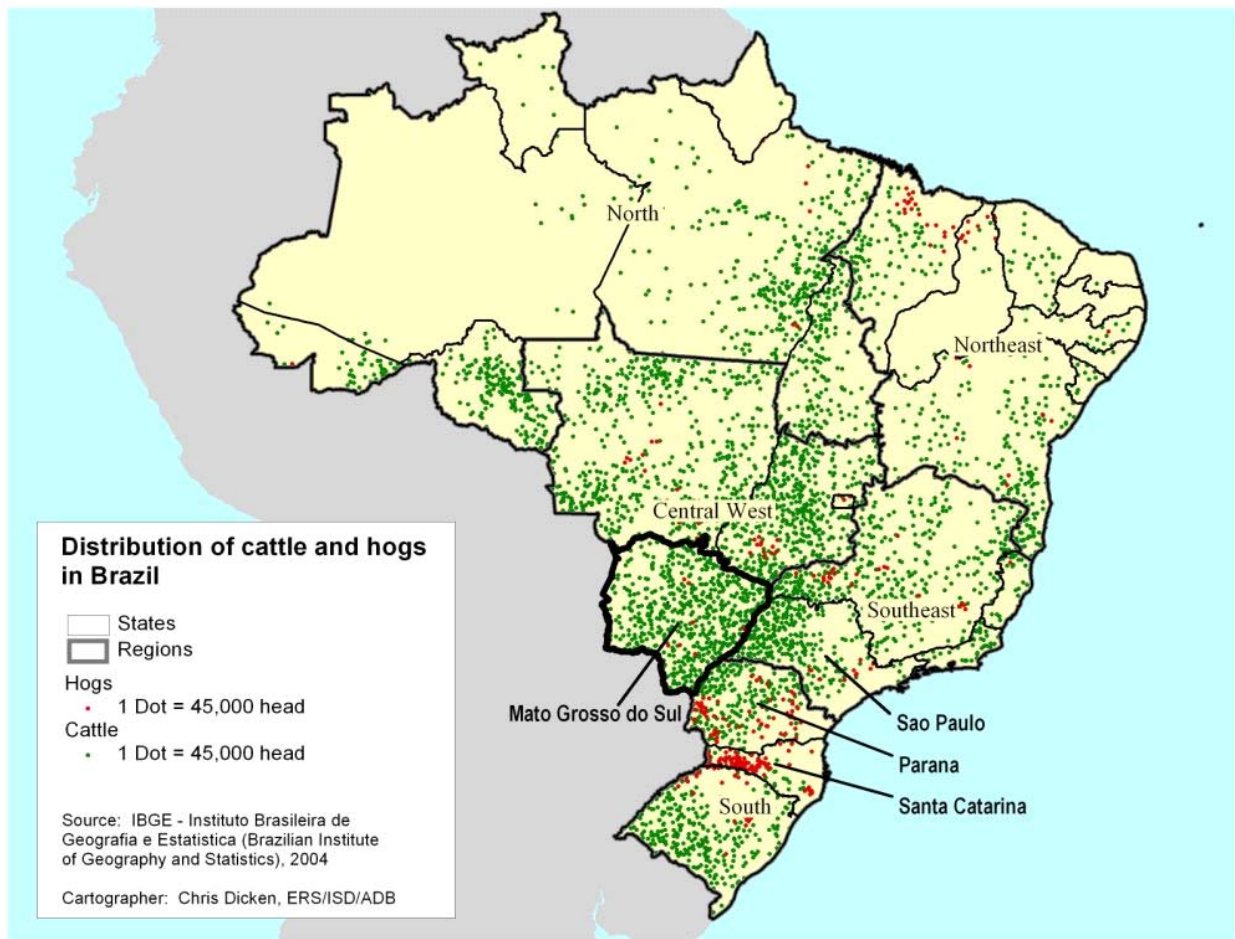 North
Northeast
Central West
Southeast
Mato Grosso do Sul
Sao Paulo
Parana
Santa Catarina
South
Distribution of cattle and hogs
in Brazil
States
Regions
Hogs
1 Dot = 45,000 head
Cattle
1 Dot = 45,000 head
Source: IBGE - Instituto Brasileira de
Geografia e Estatistica (Brazilian Institute
of Geography and Statistics), 2004
Cartographer: Chris Dicken, ERS/ISD/ADB